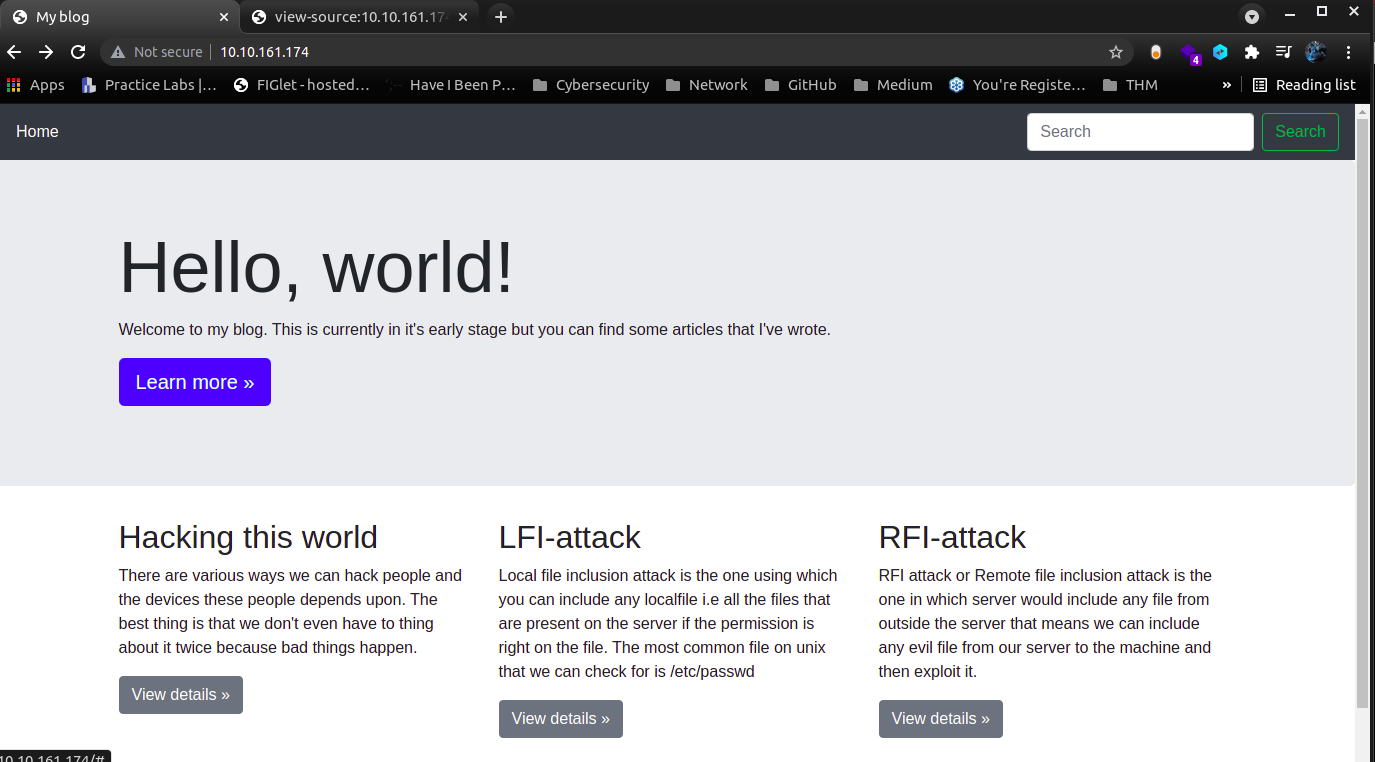 My blog
view-source:10.10.161.17
Not secure
10.10.161.174
4
Apps
Practice Labs |…
FIGlet - hosted…
Have I Been P…
Cybersecurity
Network
GitHub
Medium
You're Registe…
THM
»
Reading list
Home
Search
Search
Hello, world!
Welcome to my blog. This is currently in it's early stage but you can find some articles that I've wrote.
Learn more »
Hacking this world
There are various ways we can hack people and
the devices these people depends upon. The
best thing is that we don't even have to thing
about it twice because bad things happen.
View details »
LFI-attack
Local file inclusion attack is the one using which
you can include any localfile i.e all the files that
are present on the server if the permission is
right on the file. The most common file on unix
that we can check for is /etc/passwd
View details »
RFI-attack
RFI attack or Remote file inclusion attack is the
one in which server would include any file from
outside the server that means we can include
any evil file from our server to the machine and
then exploit it.
View details »
10.10.161.174/#